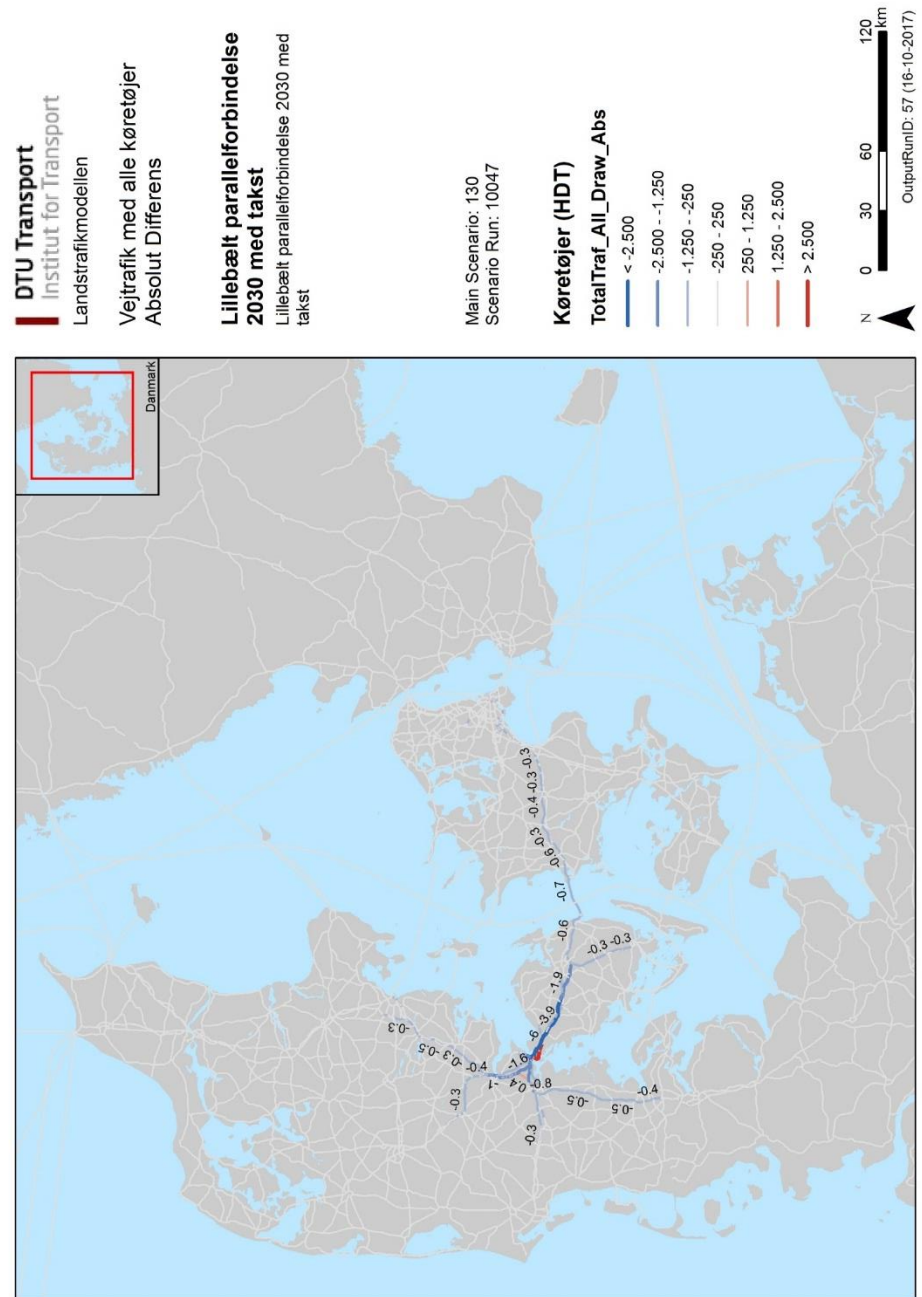 DTU Transport
Institut for Transport
Landstrafikmodellen
Vejtrafik med alle køretøjer
Absolut Differens
Lillebælt parallelforbindelse
2030 med takst
Lillebælt parallelforbindelse 2030 med
takst
Main Scenario: 130
Scenario Run: 10047
Køretøjer (HDT)
TotalTraf_All_Draw_Abs
< -2.500
-2.500 - -1.250
-1.250 - -250
-250 - 250
250 - 1.250
1.250 - 2.500
> 2.500
N
0 30 60 120
km
OutputRunID: 57 (16-10-2017)
Danmark
-0.3
-0.5
-0.3
-0.4
-0.3
-1
-1.6
0.4
-0.8
-0.3
-0.5
-0.5
-0.4
-6
-3.9
-1.9
-0.3
-0.3
-0.6
-0.7
-0.6
-0.3
-0.4
-0.3
-0.3